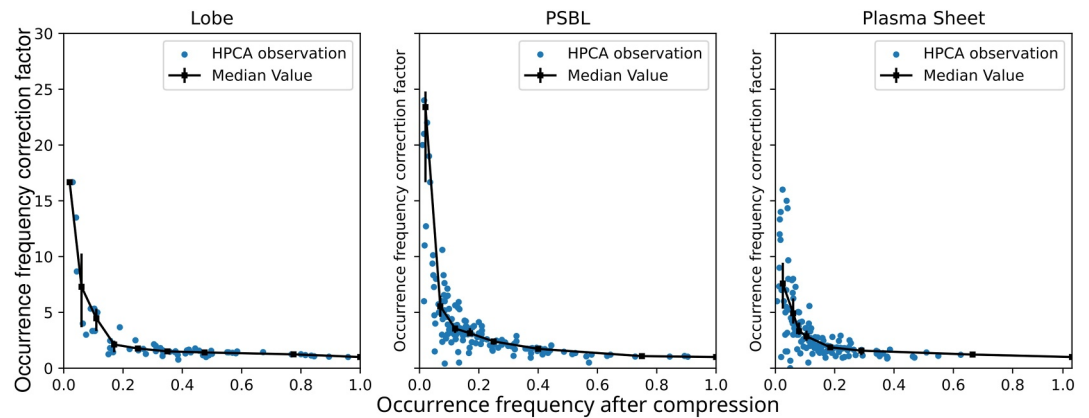 Lobe
PSBL
Plasma Sheet
HPCA observation
Median Value
HPCA observation
Median Value
HPCA observation
Median Value
Occurrence frequency correction factor
Occurrence frequency correcrtion factor
Occurrence frequency correcrtion factor
30
25
20
15
10
5
0
0.0 0.2 0.4 0.6 0.8 1.0
0.0 0.2 0.4 0.6 0.8 1.0
0.0 0.2 0.4 0.6 0.8 1.0
Occurrence frequency after compression